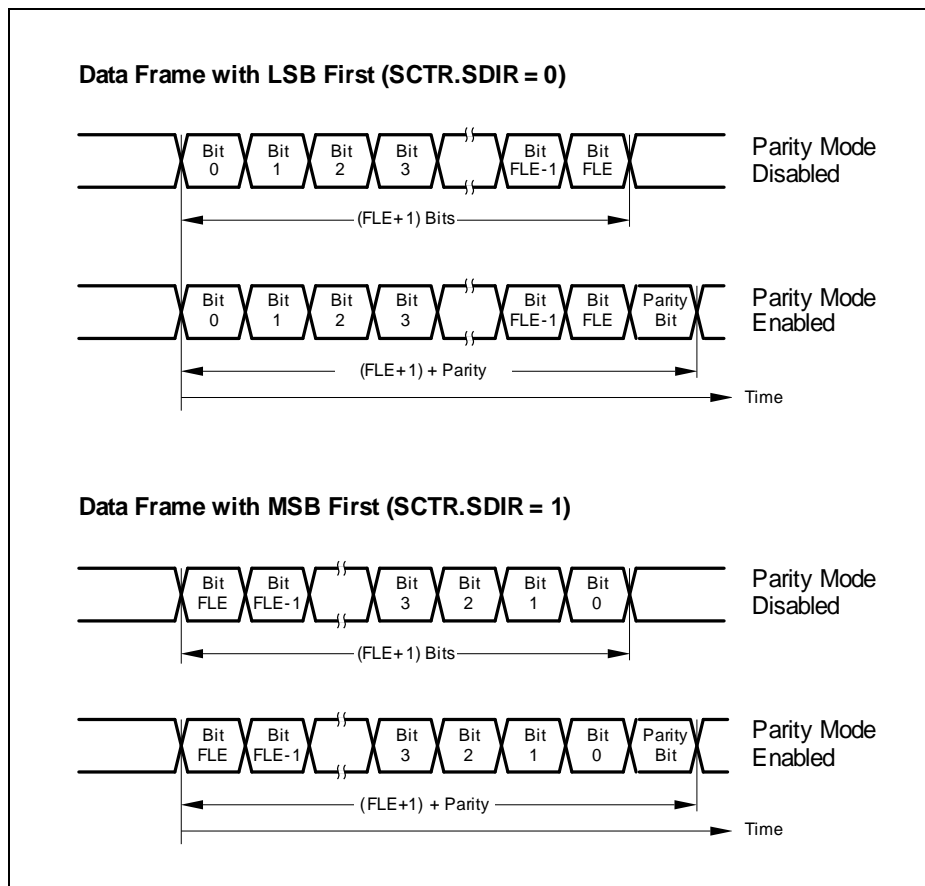 Data Frame with LSB First (SCTR.SDIR = 0)
Bit 0 Bit 1 Bit 2 Bit 3 Bit FLE-1 Bit FLE
Parity Mode Disabled
(FLE+1) Bits
Bit 0 Bit 1 Bit 2 Bit 3 Bit FLE-1 Bit FLE Parity Bit
Parity Mode Enabled
(FLE+1) + Parity
Time
Data Frame with MSB First (SCTR.SDIR = 1)
Bit FLE Bit FLE-1 Bit 3 Bit 2 Bit 1 Bit 0
Parity Mode Disabled
(FLE+1) Bits
Bit FLE Bit FLE-1 Bit 3 Bit 2 Bit 1 Bit 0 Parity Bit
Parity Mode Enabled
(FLE+1) + Parity
Time